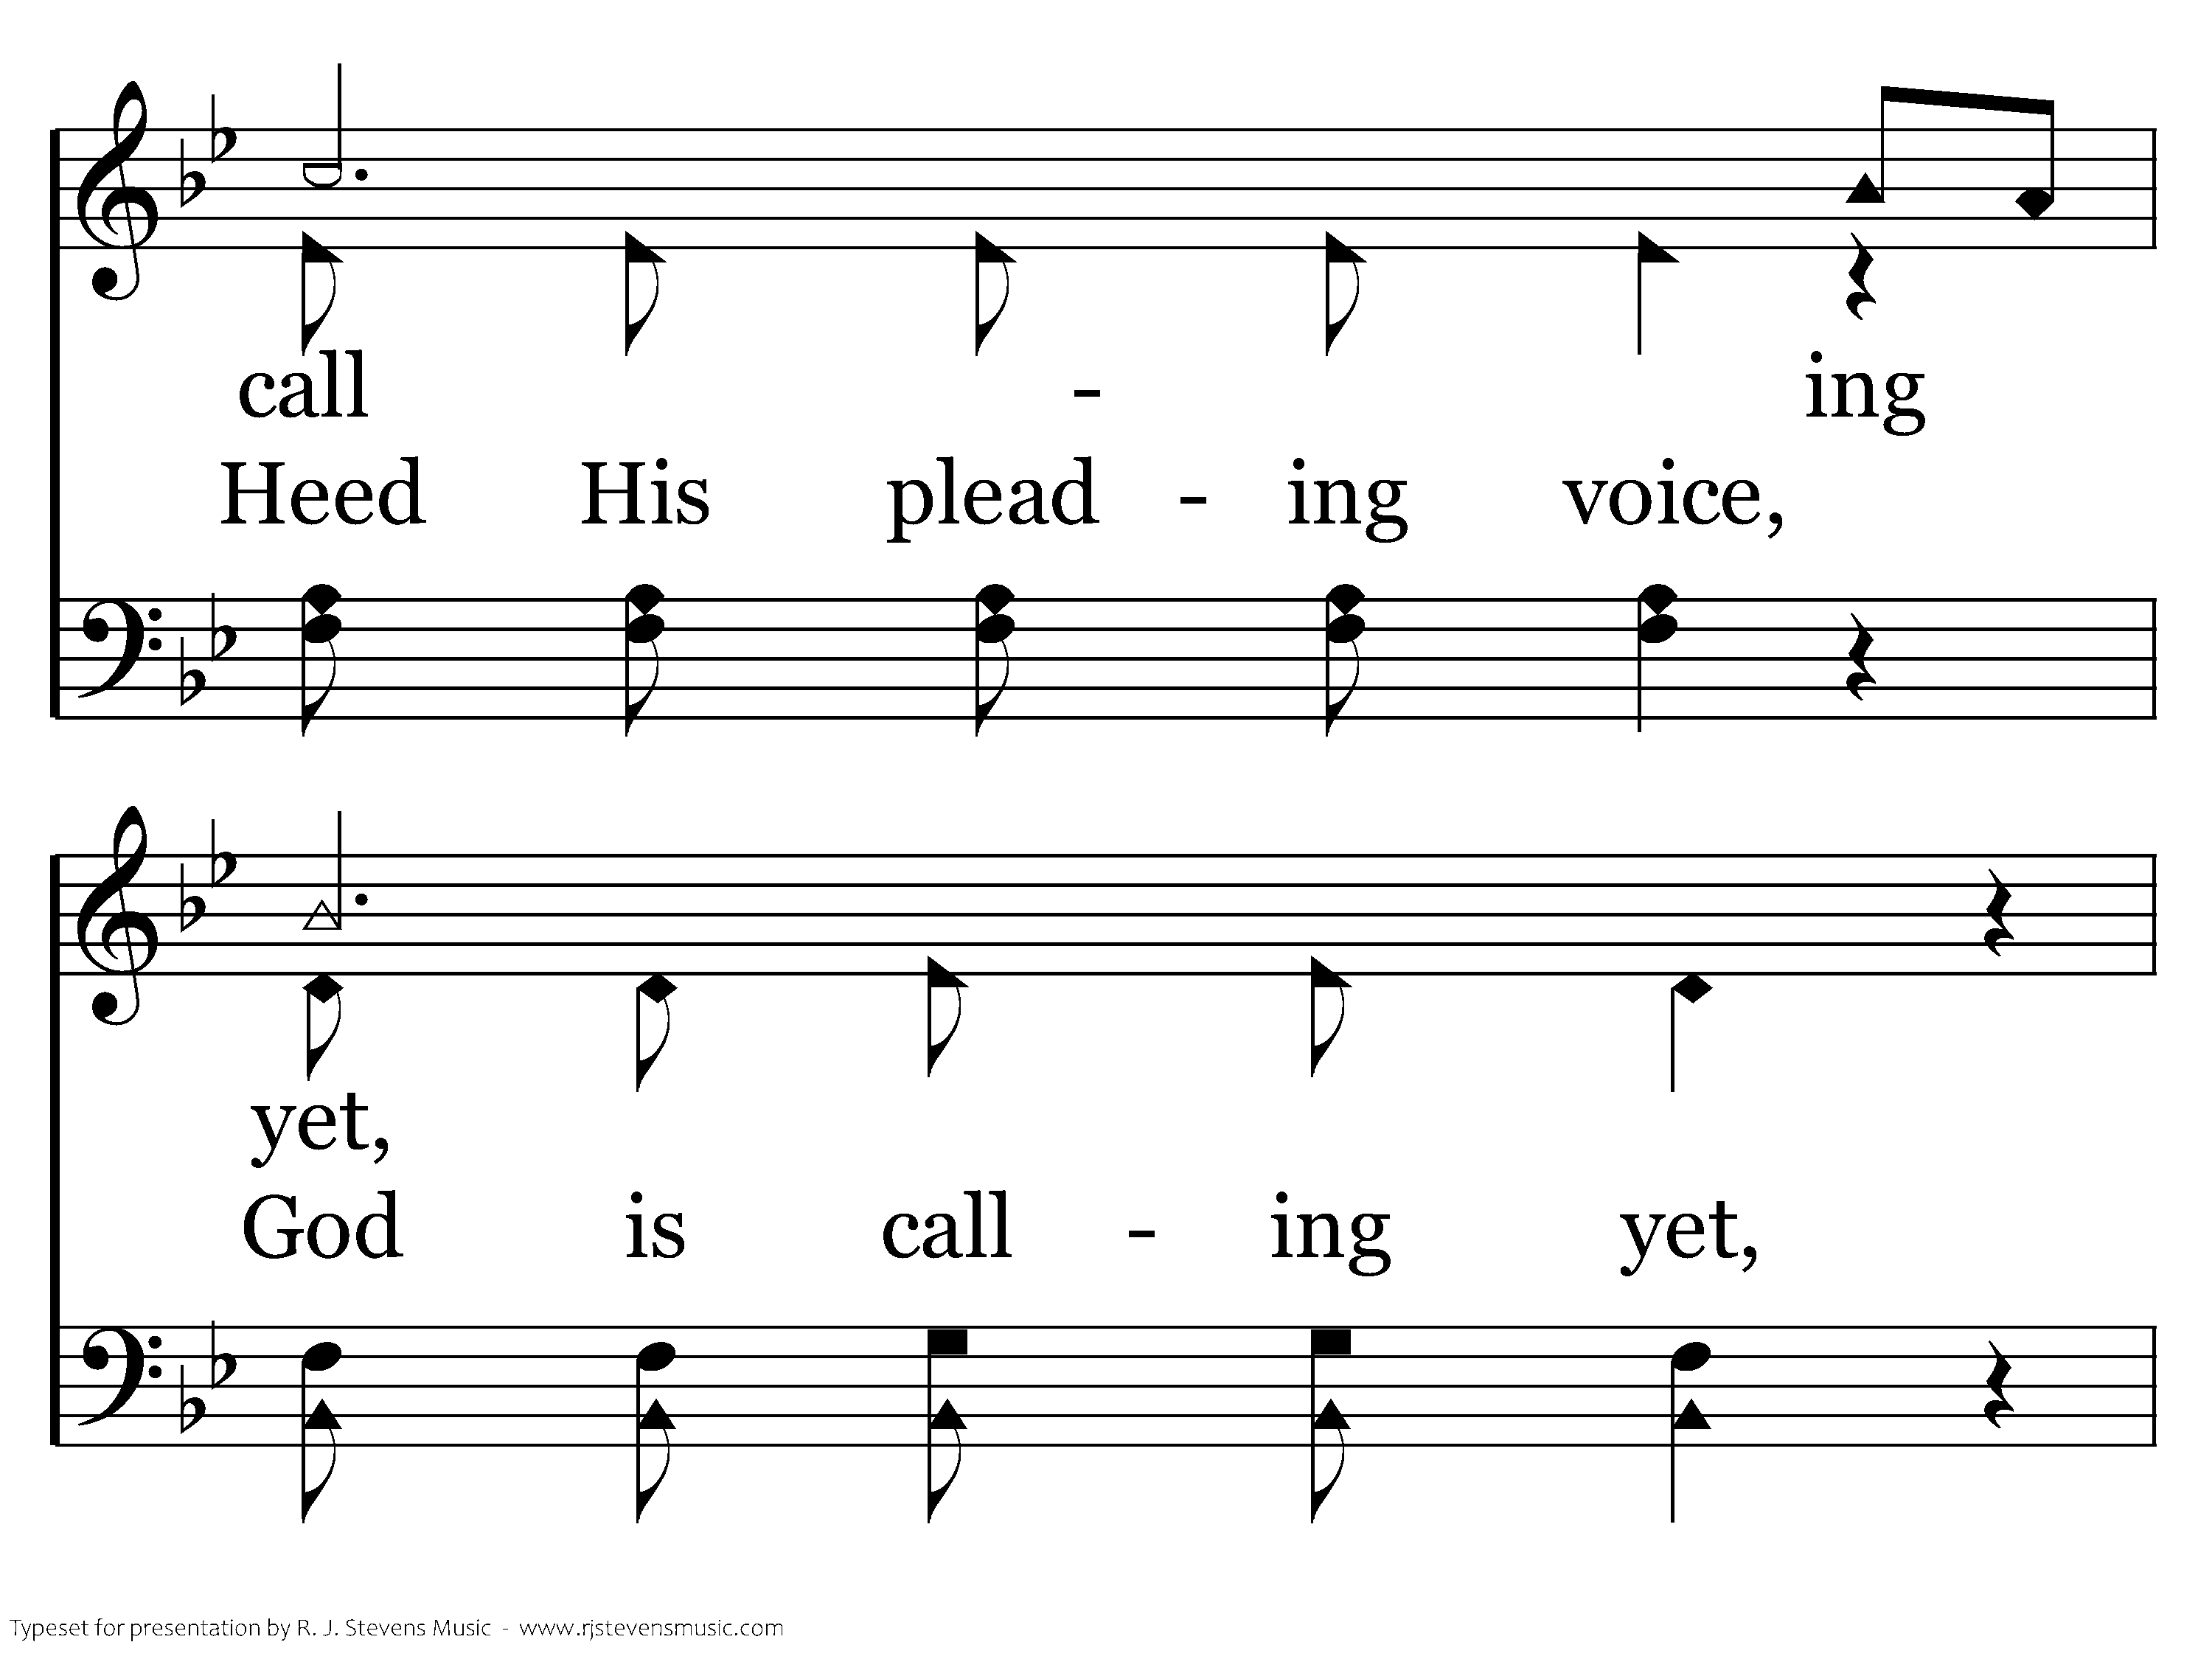 call - ing
Heed His plead - ing voice,
yet,
God is call - ing yet,
Typeset for presentation by R. J. Stevens Music - www.rjstevensmusic.com